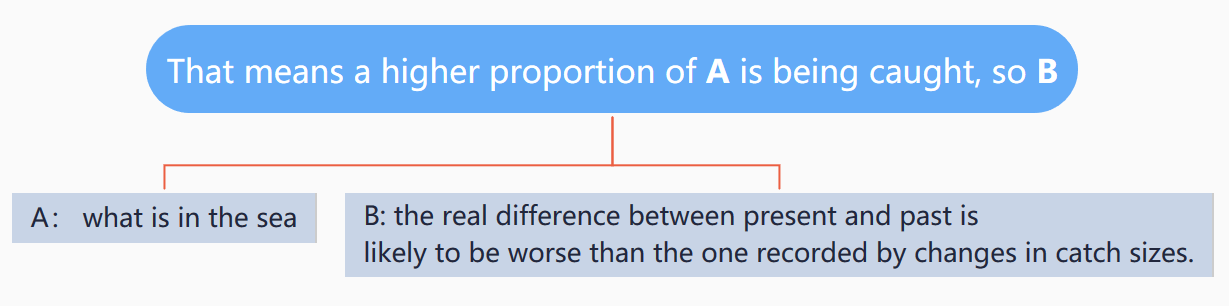 That means a higher proportion of A is being caught, so B
A： what is in the sea
B: the real difference between present and past is
likely to be worse than the one recorded by changes in catch sizes.